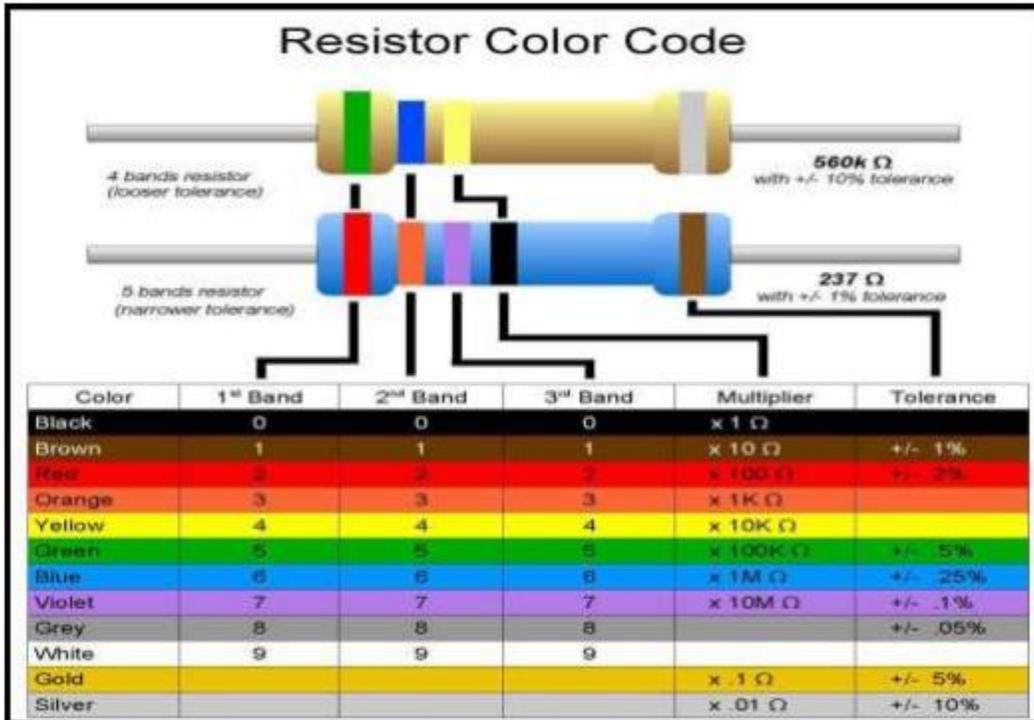 Resistor Color Code
4 bands resistor
(looser tolerance)
560k Ω
with +/- 10% tolerance
5 bands resistor
(narrower tolerance)
237 Ω
with +/- 1% tolerance
Color 1st Band 2nd Band 3rd Band Multiplier Tolerance
Black 0 0 0 x 1 Ω
Brown 1 1 1 x 10 Ω +/- 1%
Red 2 2 2 x 100 Ω +/- 2%
Orange 3 3 3 x 1K Ω
Yellow 4 4 4 x 10K Ω
Green 5 5 5 x 100K Ω +/- .5%
Blue 6 6 6 x 1M Ω +/- .25%
Violet 7 7 7 x 10M Ω +/- .1%
Grey 8 8 8 +/- .05%
White 9 9 9
Gold x .1 Ω +/- 5%
Silver x .01 Ω +/- 10%